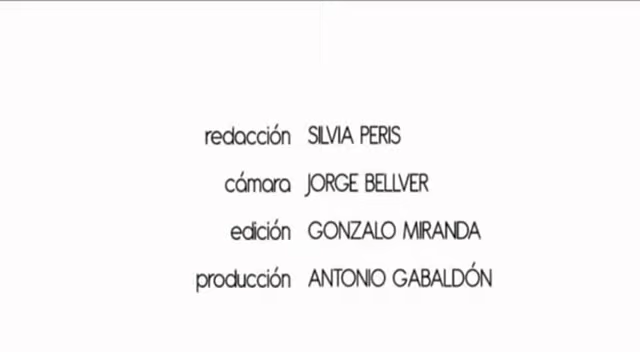 redacción SILVIA PERIS
cámara JORGE BELLVER
edición GONZALO MIRANDA
producción ANTONIO GABALDÓN